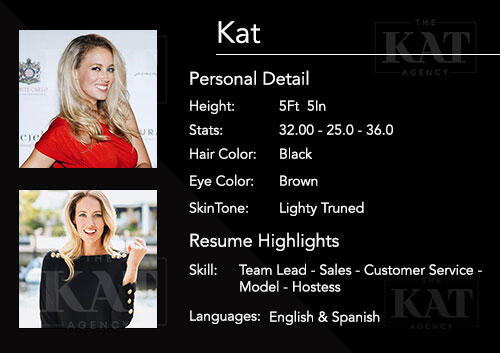 Kat
THE
KAT
AGENCY
Personal Detail
Height: 5Ft 5In
Stats: 32.00 - 25.0 - 36.0
Hair Color: Black
Eye Color: Brown
SkinTone: Lighty Truned
Resume Highlights
Skill: Team Lead - Sales - Customer Service -
Model - Hostess
Languages: English & Spanish
THE
KAT
AGENCY
KAT
AGENCY